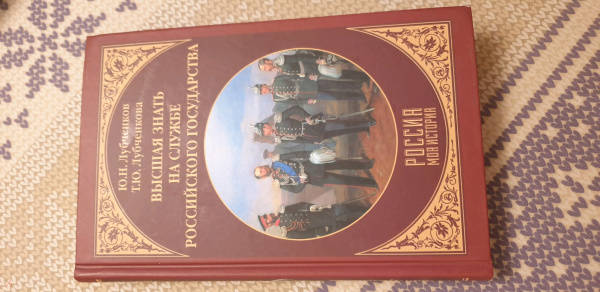 Ю.Н. Лубченков
Т.Ю. Лубченкова
ВЫСШАЯ ЗНАТЬ
НА СЛУЖБЕ
РОССИЙСКОГО ГОСУДАРСТВА
РОССИЯ
МОЯ ИСТОРИЯ